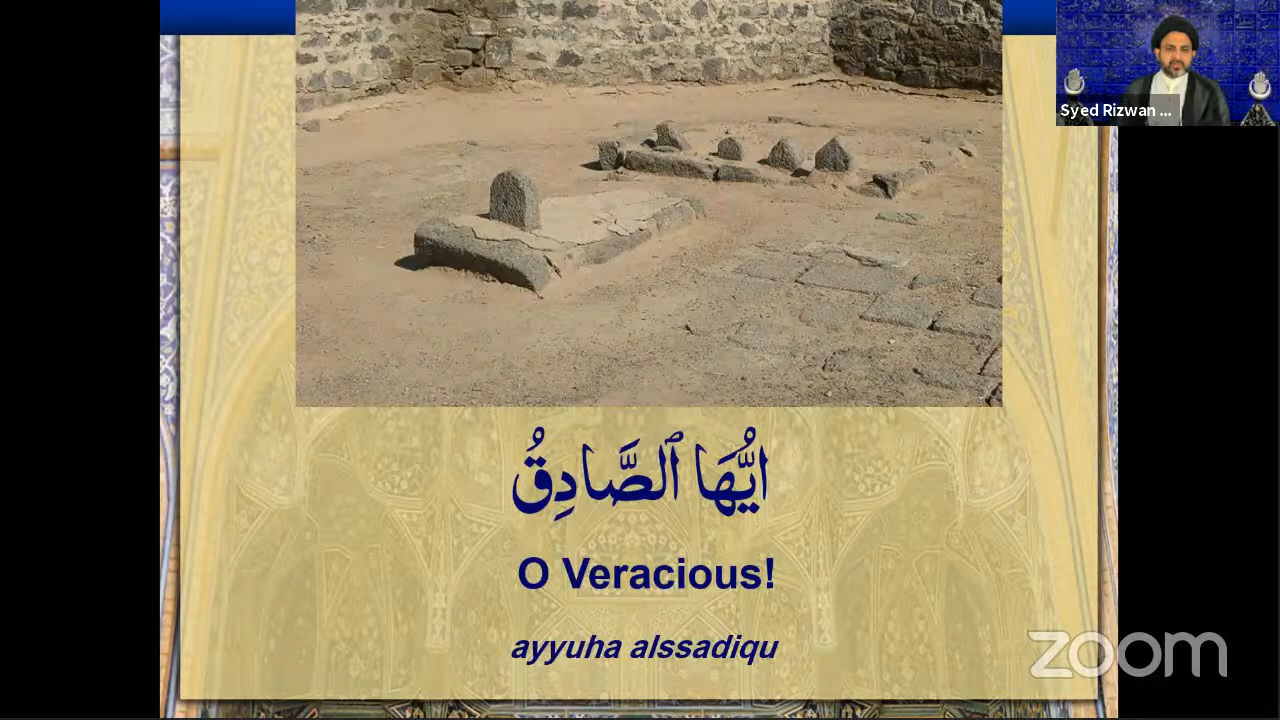 Syed Rizwan ...
ايُّهَا ٱلصَّادِقُ
O Veracious!
ayyuha alssadiqu
zoom